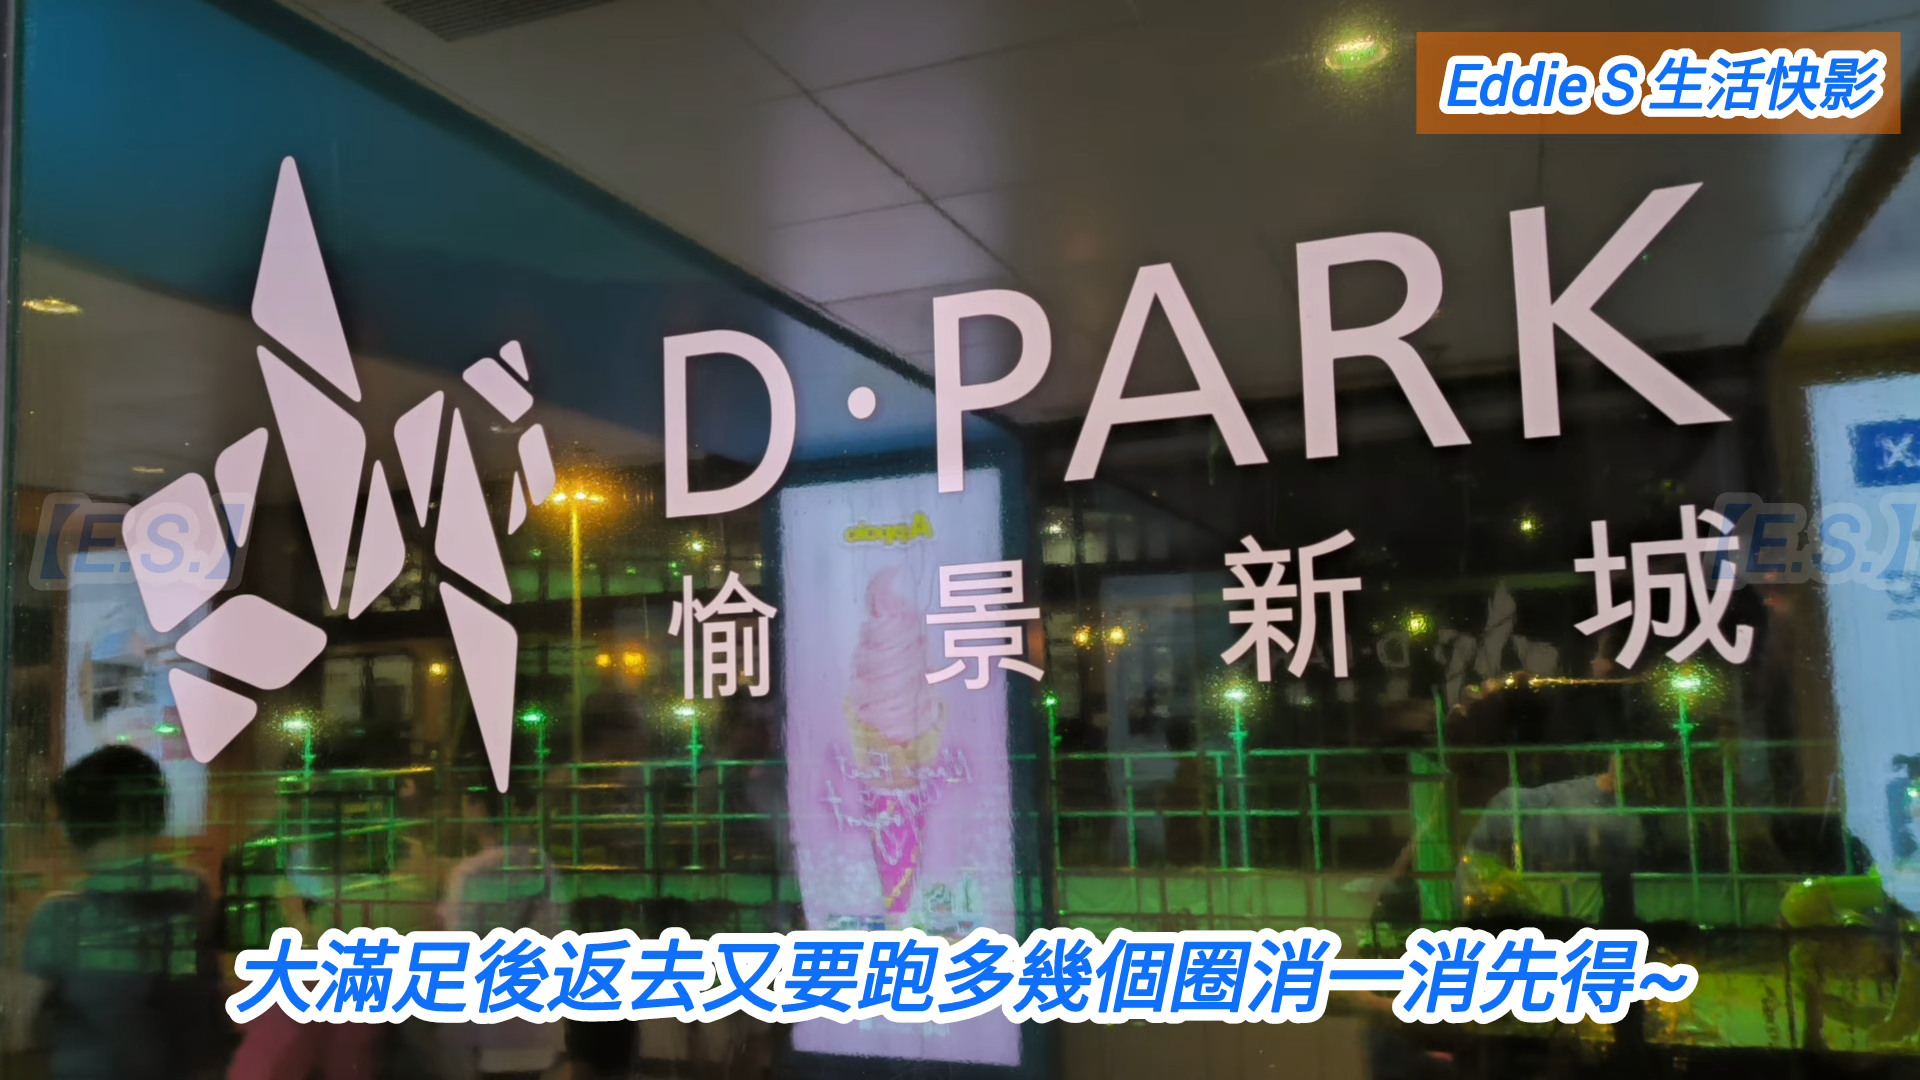 Eddie S 生活快影
D·PARK
愉景新城
【E.S.】
【E.S.】
大滿足後返去又要跑多幾個圈消一消先得~